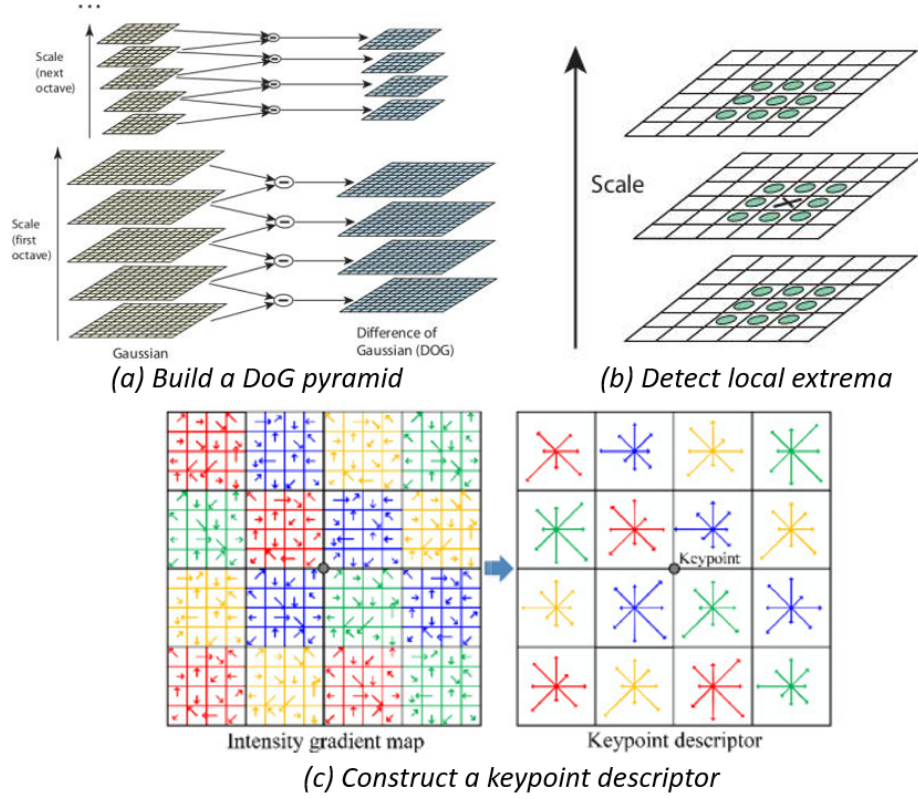 ...
Scale
(next
octave)
Scale
(first
octave)
Gaussian
Difference of
Gaussian (DOG)
(a) Build a DoG pyramid
Scale
(b) Detect local extrema
Keypoint
Intensity gradient map
Keypoint descriptor
(c) Construct a keypoint descriptor